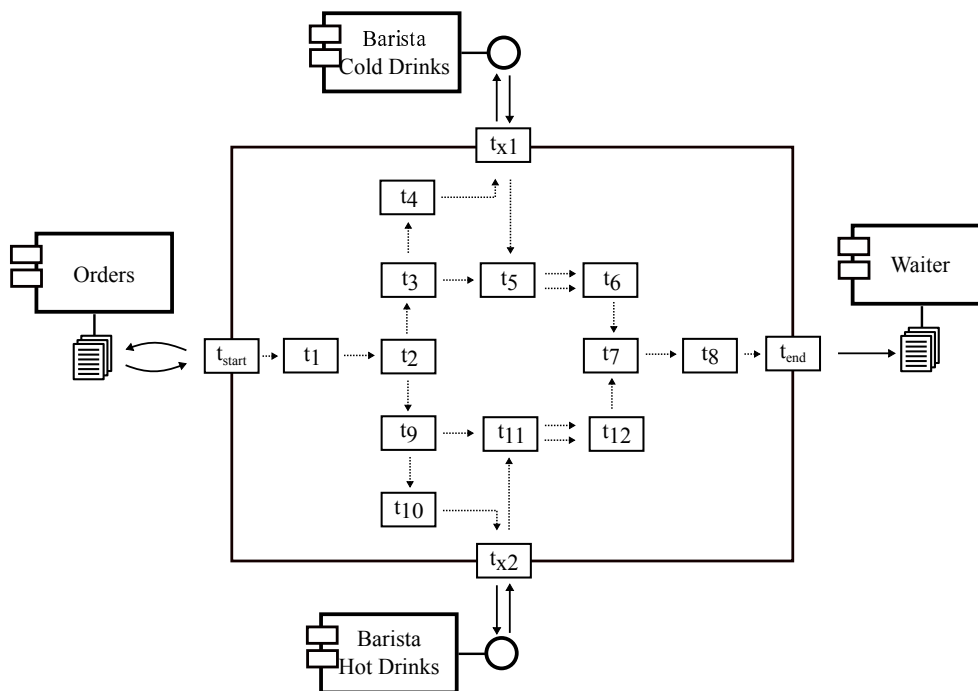 Barista
Cold Drinks
tx1
t4
Orders
t3
t5
t6
Waiter
tstart
t1
t2
t7
t8
tend
t9
t11
t12
t10
tx2
Barista
Hot Drinks